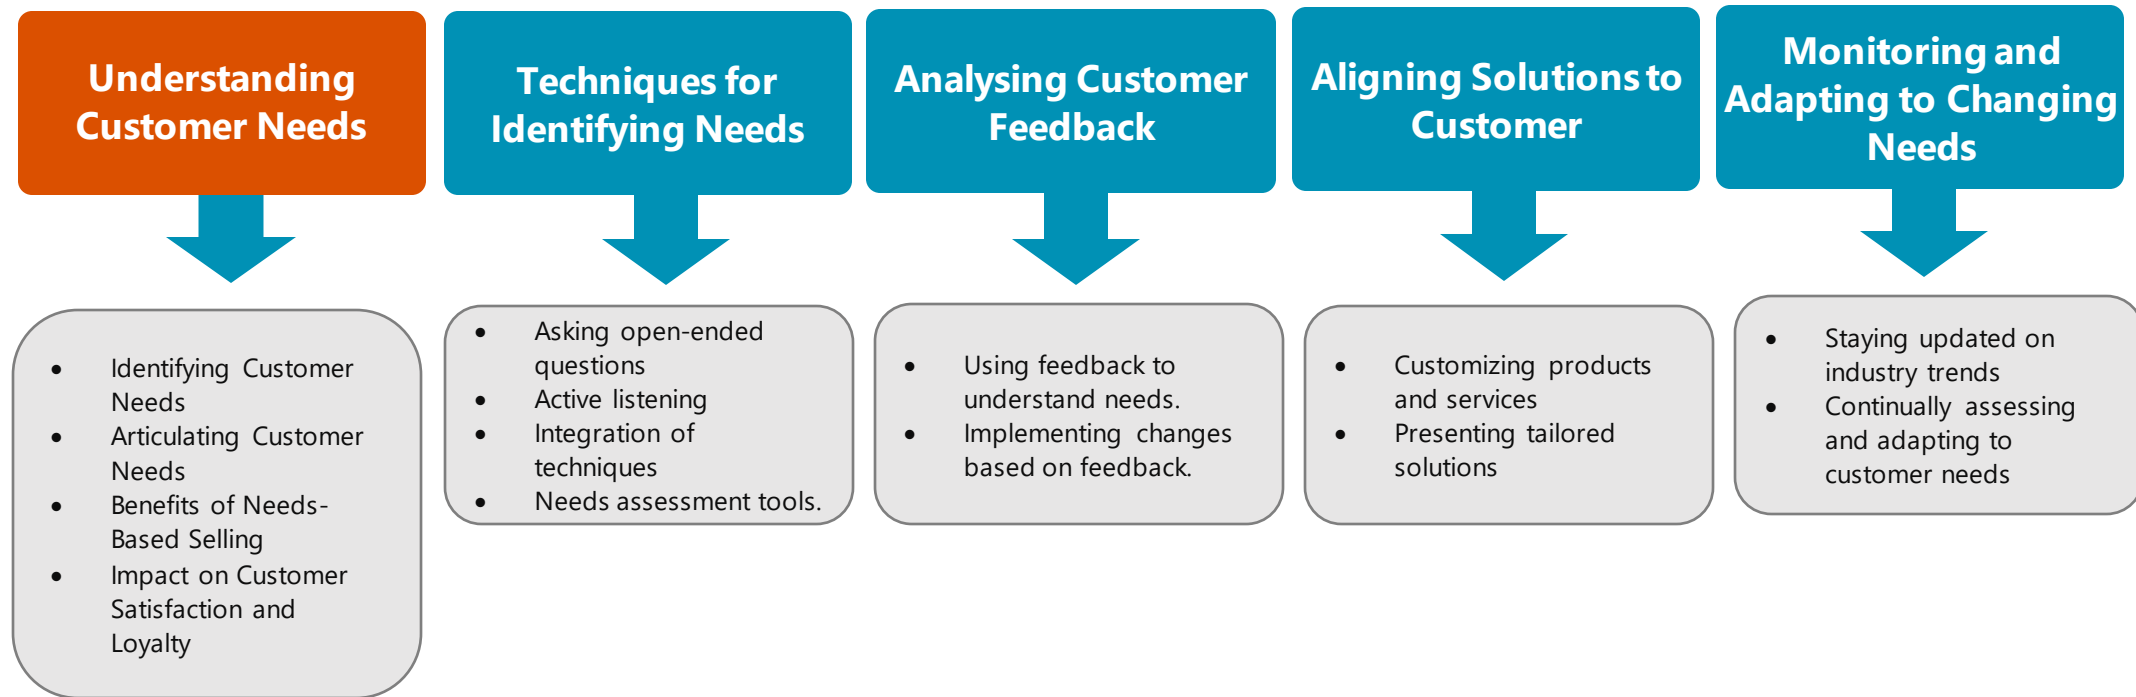 Understanding
Customer Needs
Techniques for
Identifying Needs
Analysing Customer
Feedback
Aligning Solutions to
Customer
Monitoring and
Adapting to Changing
Needs
• Identifying Customer
Needs
• Articulating Customer
Needs
• Benefits of Needs-
Based Selling
• Impact on Customer
Satisfaction and
Loyalty
• Asking open-ended
questions
• Active listening
• Integration of
techniques
• Needs assessment tools.
• Using feedback to
understand needs.
• Implementing changes
based on feedback.
• Customizing products
and services
• Presenting tailored
solutions
• Staying updated on
industry trends
• Continually assessing
and adapting to
customer needs